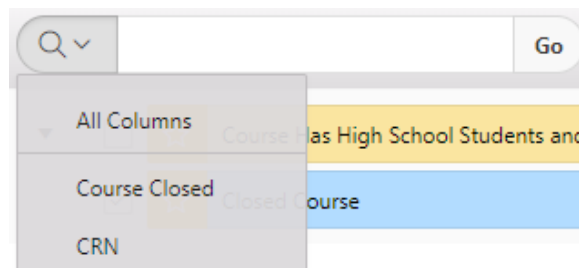 Go
All Columns
Course Has High School Students and
Course Closed
Closed Course
CRN